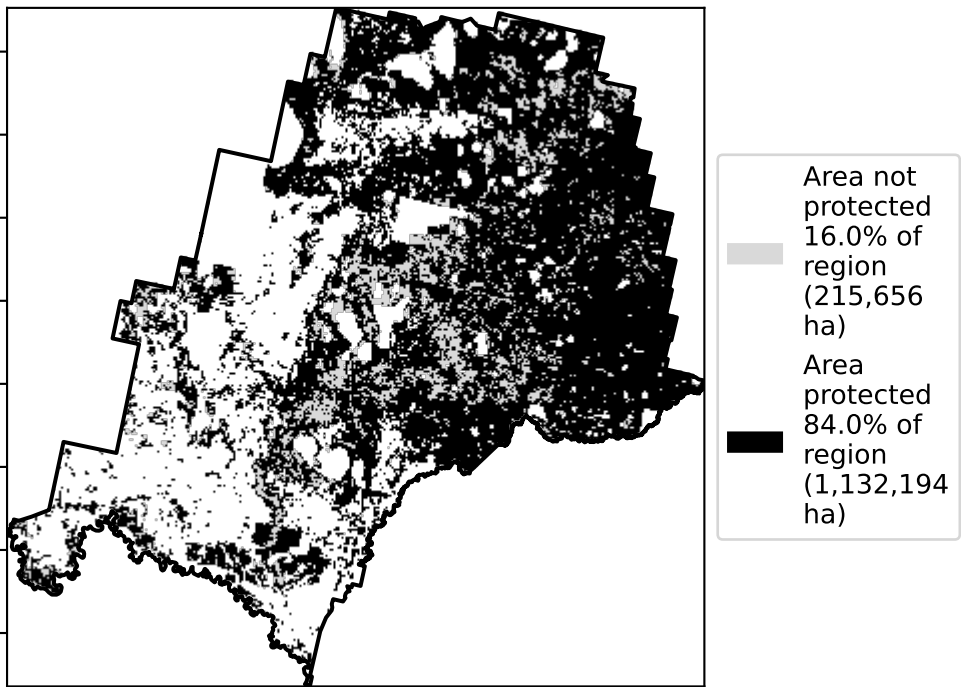 Area not
protected
16.0% of
region
(215,656
ha)
Area
protected
84.0% of
region
(1,132,194
ha)